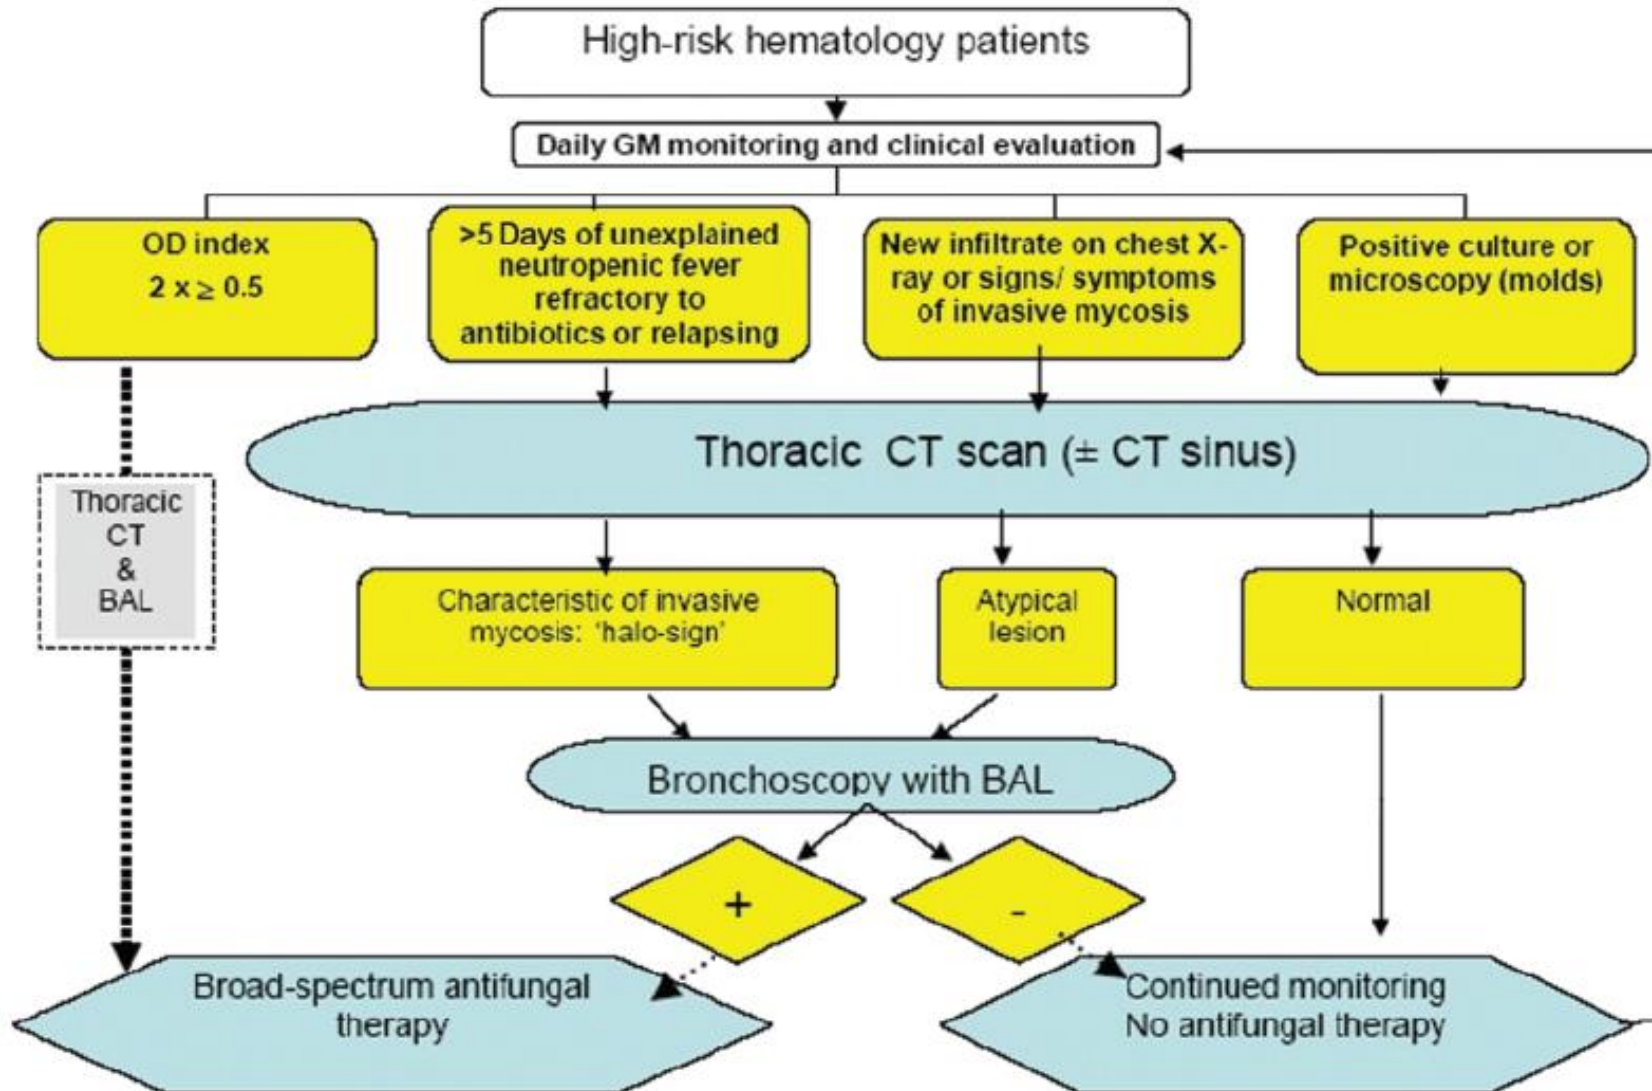 High-risk hematology patients
Daily GM monitoring and clinical evaluation
OD index
2 x ≥ 0.5
>5 Days of unexplained
neutropenic fever
refractory to
antibiotics or relapsing
New infiltrate on chest X-
ray or signs/ symptoms
of invasive mycosis
Positive culture or
microscopy (molds)
Thoracic CT scan (± CT sinus)
Thoracic
CT
&
BAL
Characteristic of invasive
mycosis: 'halo-sign'
Atypical
lesion
Normal
Bronchoscopy with BAL
+
-
Broad-spectrum antifungal
therapy
Continued monitoring
No antifungal therapy